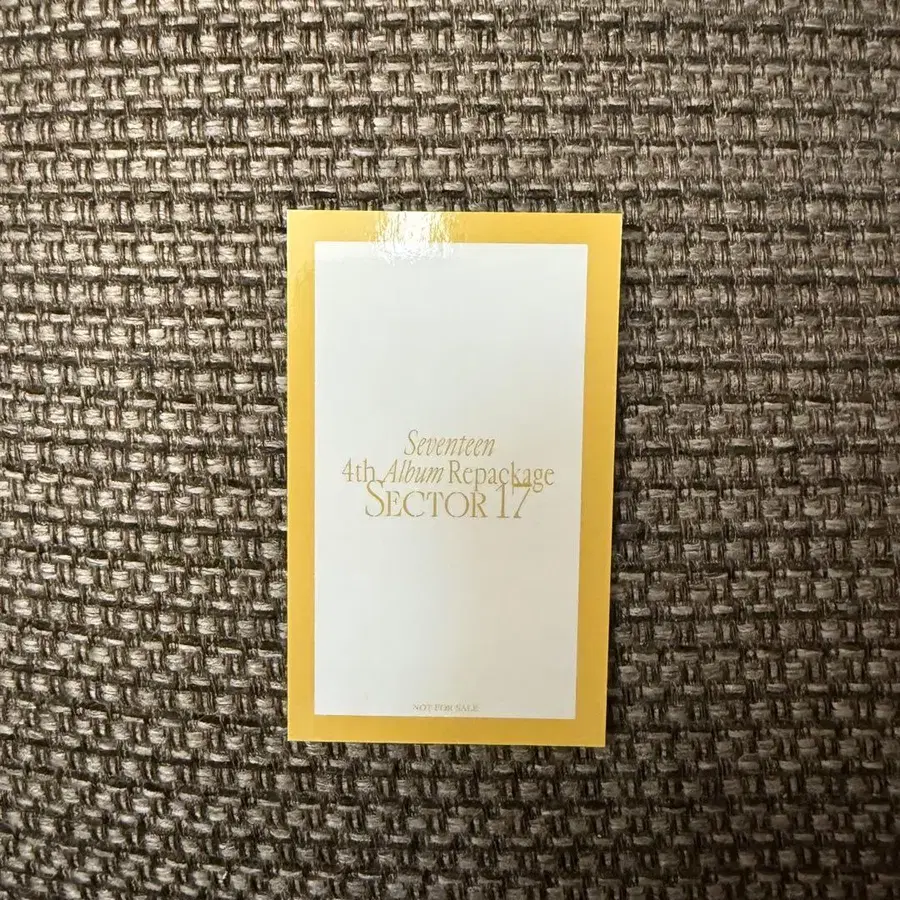 Seventeen
4th Album Repackage
SECTOR 17
NOT FOR SALE